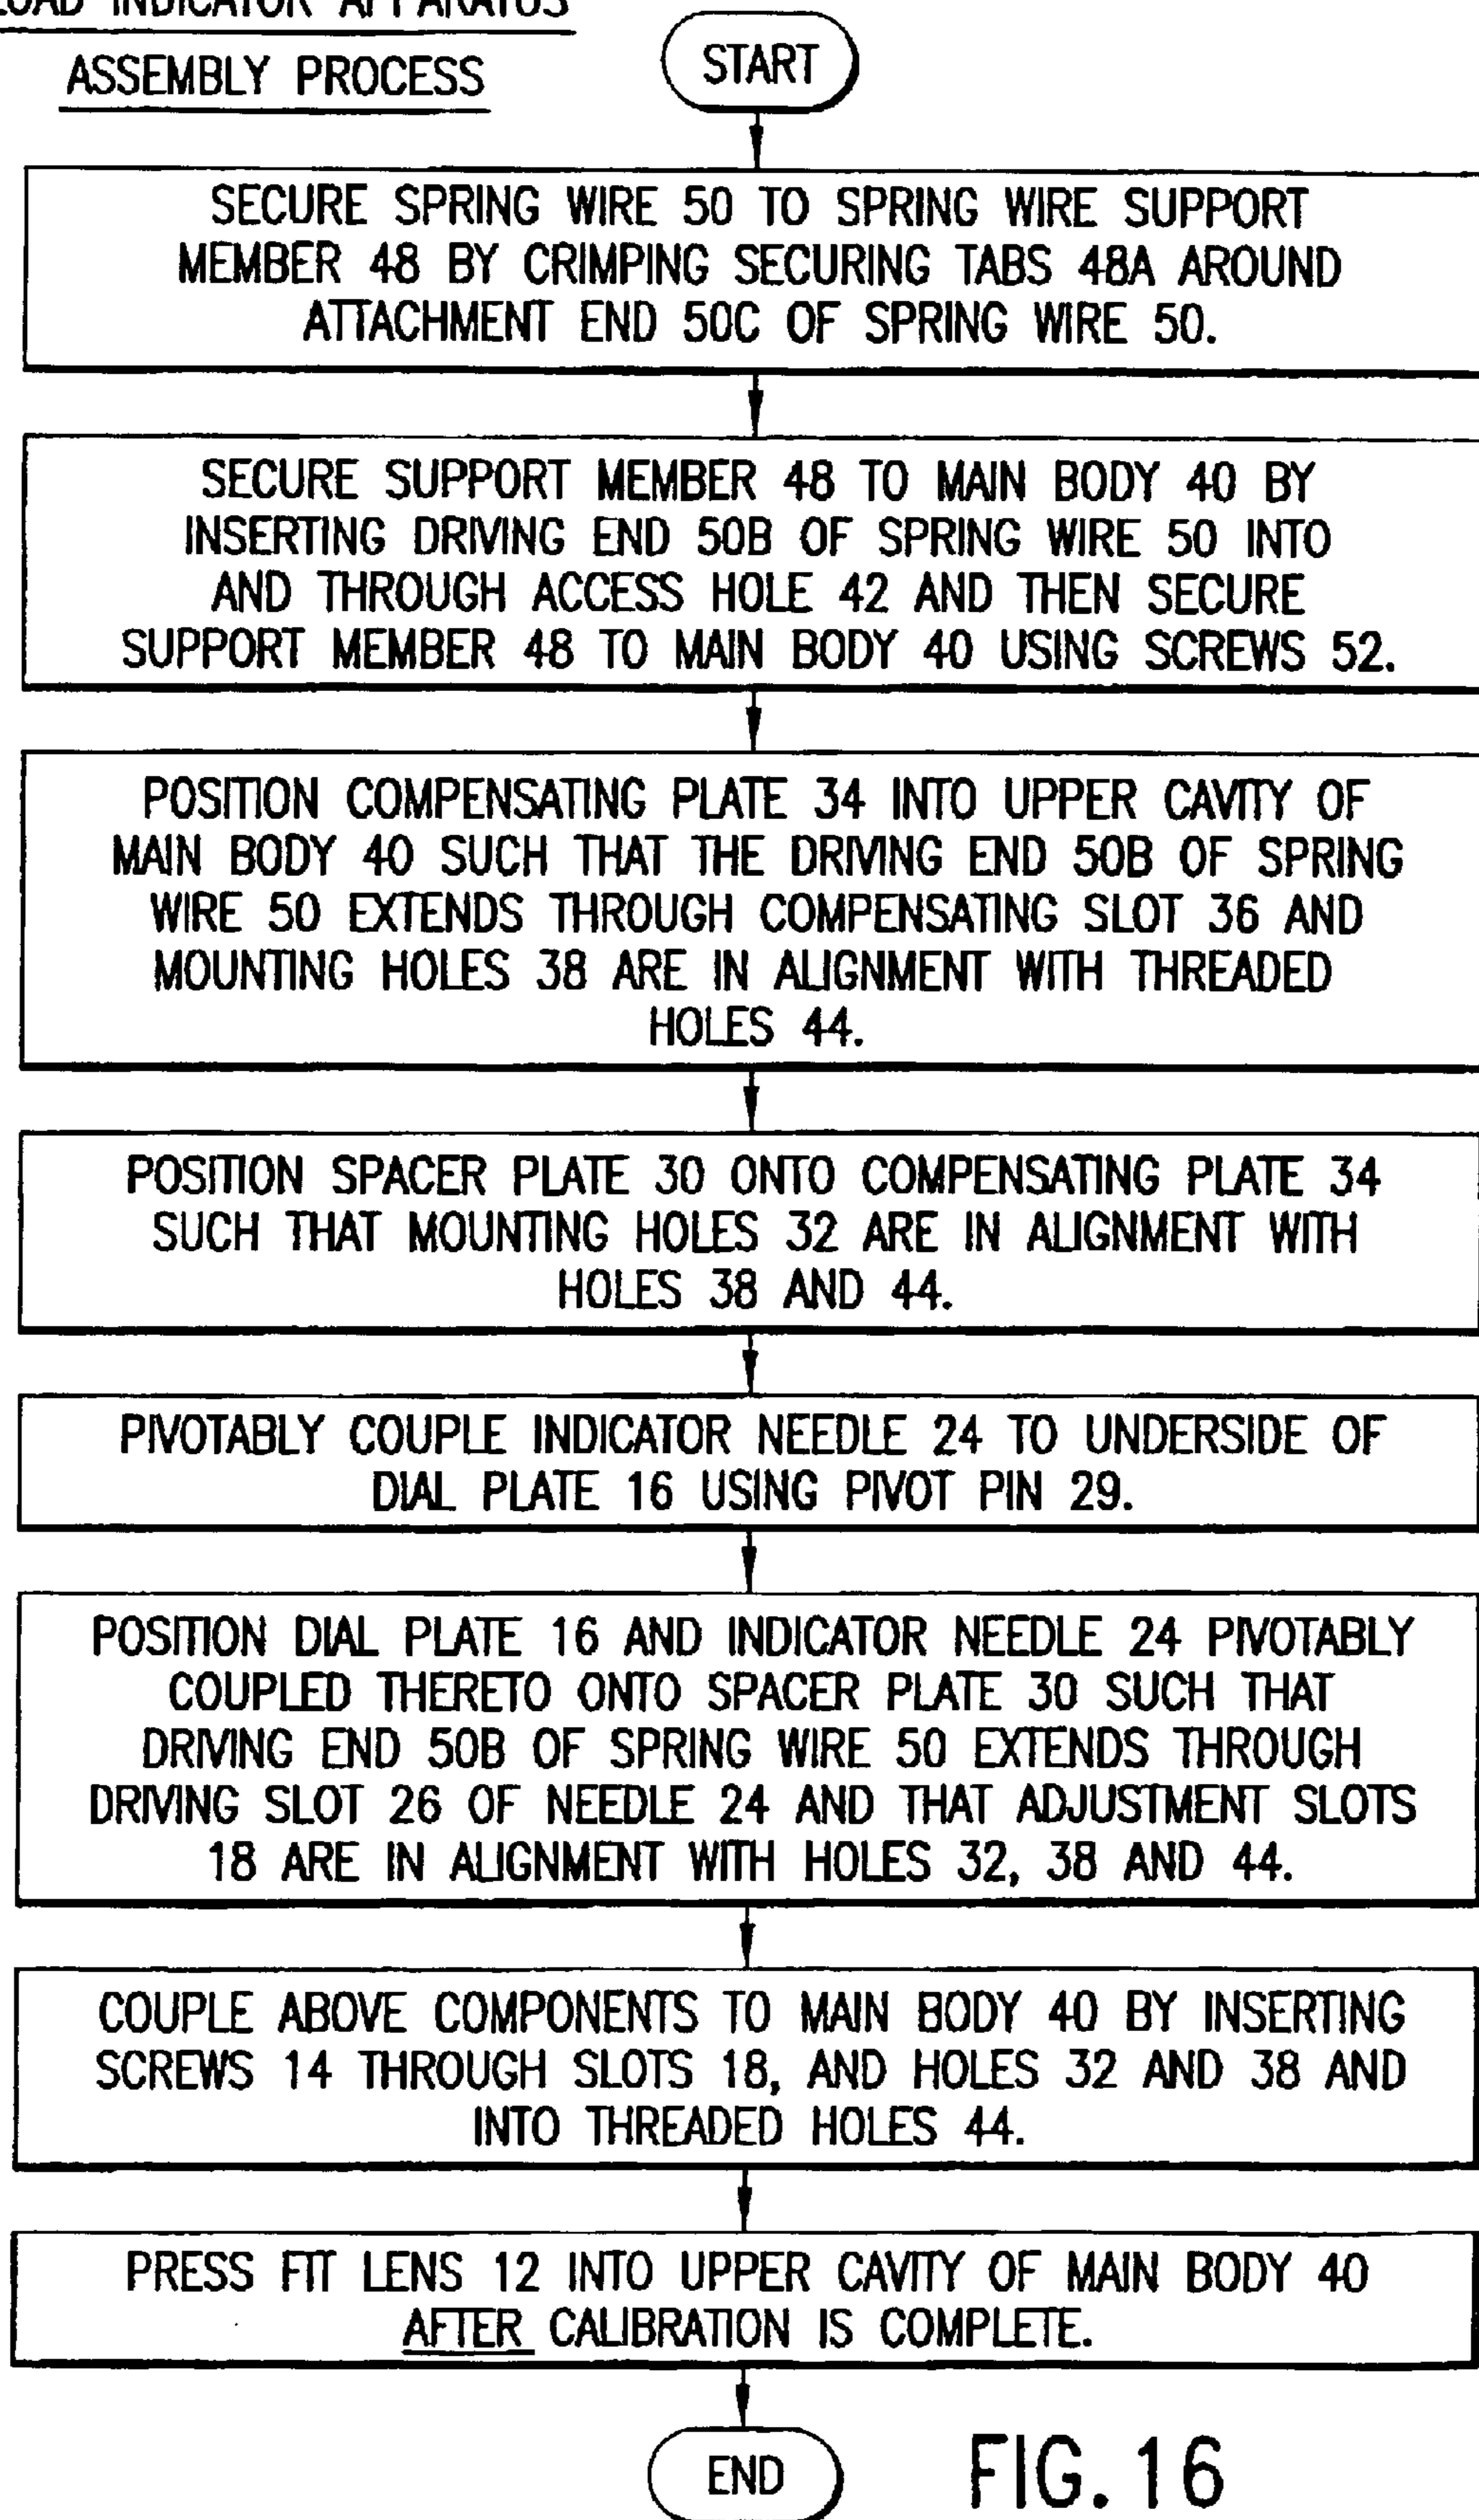 LOAD INDICATOR APPARATUS
ASSEMBLY PROCESS
START
SECURE SPRING WIRE 50 TO SPRING WIRE SUPPORT
MEMBER 48 BY CRIMPING SECURING TABS 48A AROUND
ATTACHMENT END 50C OF SPRING WIRE 50.
SECURE SUPPORT MEMBER 48 TO MAIN BODY 40 BY
INSERTING DRIVING END 50B OF SPRING WIRE 50 INTO
AND THROUGH ACCESS HOLE 42 AND THEN SECURE
SUPPORT MEMBER 48 TO MAIN BODY 40 USING SCREWS 52.
POSITION COMPENSATING PLATE 34 INTO UPPER CAVITY OF
MAIN BODY 40 SUCH THAT THE DRIVING END 50B OF SPRING
WIRE 50 EXTENDS THROUGH COMPENSATING SLOT 36 AND
MOUNTING HOLES 38 ARE IN ALIGNMENT WITH THREADED
HOLES 44.
POSITION SPACER PLATE 30 ONTO COMPENSATING PLATE 34
SUCH THAT MOUNTING HOLES 32 ARE IN ALIGNMENT WITH
HOLES 38 AND 44.
PIVOTABLY COUPLE INDICATOR NEEDLE 24 TO UNDERSIDE OF
DIAL PLATE 16 USING PIVOT PIN 29.
POSITION DIAL PLATE 16 AND INDICATOR NEEDLE 24 PIVOTABLY
COUPLED THERETO ONTO SPACER PLATE 30 SUCH THAT
DRIVING END 50B OF SPRING WIRE 50 EXTENDS THROUGH
DRIVING SLOT 26 OF NEEDLE 24 AND THAT ADJUSTMENT SLOTS
18 ARE IN ALIGNMENT WITH HOLES 32, 38 AND 44.
COUPLE ABOVE COMPONENTS TO MAIN BODY 40 BY INSERTING
SCREWS 14 THROUGH SLOTS 18, AND HOLES 32 AND 38 AND
INTO THREADED HOLES 44.
PRESS FIT LENS 12 INTO UPPER CAVITY OF MAIN BODY 40
AFTER CALIBRATION IS COMPLETE.
END
FIG. 16